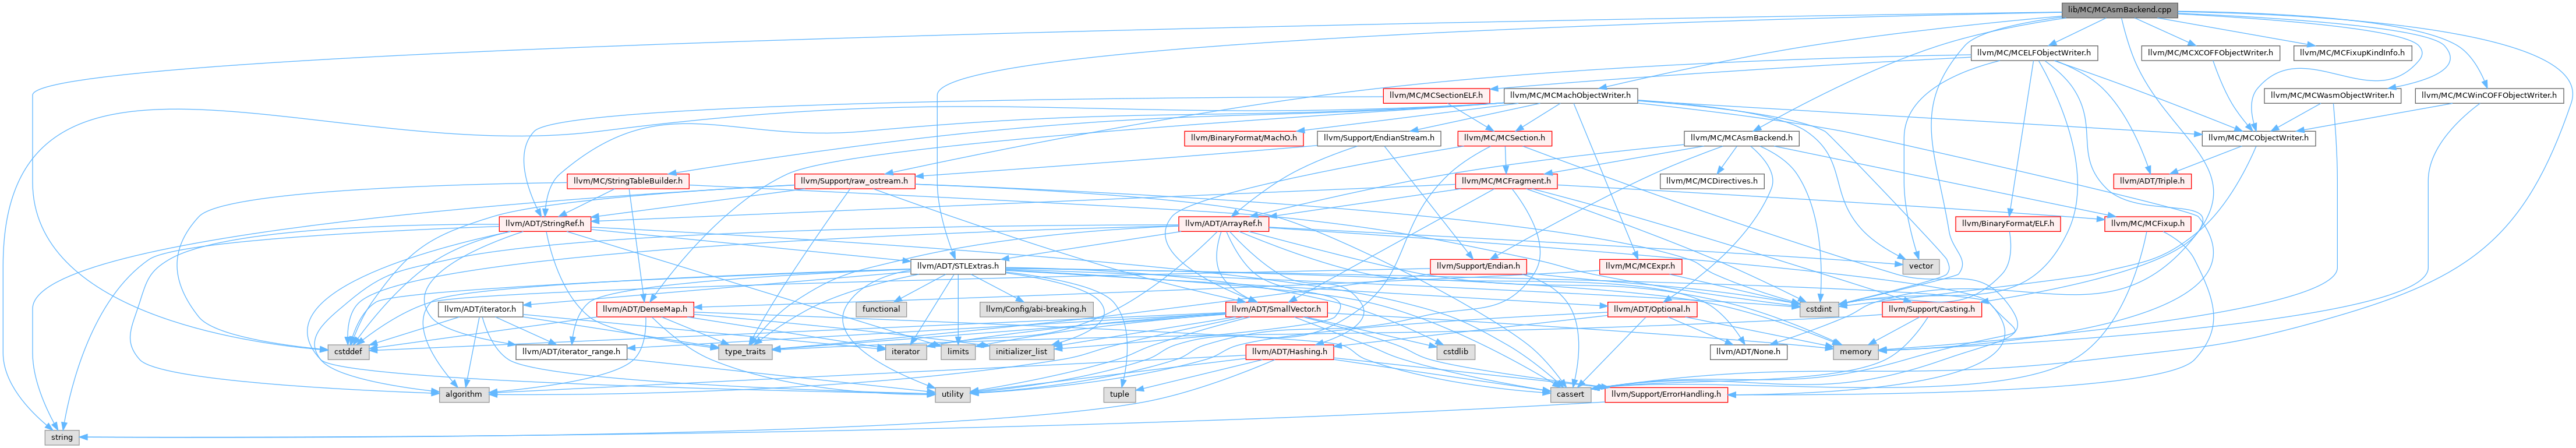 lib/MC/MCAsmBackend.cpp
llvm/MC/MCELFObjectWriter.h
llvm/MC/MCXCOFFObjectWriter.h
llvm/MC/MCFixupKindInfo.h
llvm/MC/MCSectionELF.h
llvm/MC/MCMachObjectWriter.h
llvm/MC/MCWasmObjectWriter.h
llvm/MC/MCWinCOFFObjectWriter.h
llvm/BinaryFormat/MachO.h
llvm/Support/EndianStream.h
llvm/MC/MCSection.h
llvm/MC/MCAsmBackend.h
llvm/MC/MCObjectWriter.h
llvm/MC/StringTableBuilder.h
llvm/Support/raw_ostream.h
llvm/MC/MCFragment.h
llvm/MC/MCDirectives.h
llvm/ADT/Triple.h
llvm/ADT/StringRef.h
llvm/ADT/ArrayRef.h
llvm/BinaryFormat/ELF.h
llvm/MC/MCFixup.h
llvm/ADT/STLExtras.h
llvm/Support/Endian.h
llvm/MC/MCExpr.h
vector
llvm/ADT/iterator.h
llvm/ADT/DenseMap.h
functional
llvm/Config/abi-breaking.h
llvm/ADT/SmallVector.h
llvm/ADT/Optional.h
cstdint
llvm/Support/Casting.h
cstddef
llvm/ADT/iterator_range.h
type_traits
iterator
limits
initializer_list
llvm/ADT/Hashing.h
cstdlib
llvm/ADT/None.h
memory
algorithm
utility
tuple
cassert
llvm/Support/ErrorHandling.h
string